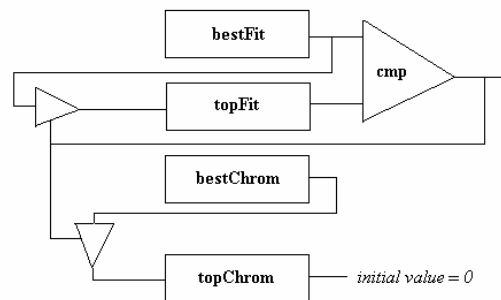 bestFit
cmp
topFit
bestChrom
topChrom
initial value = 0